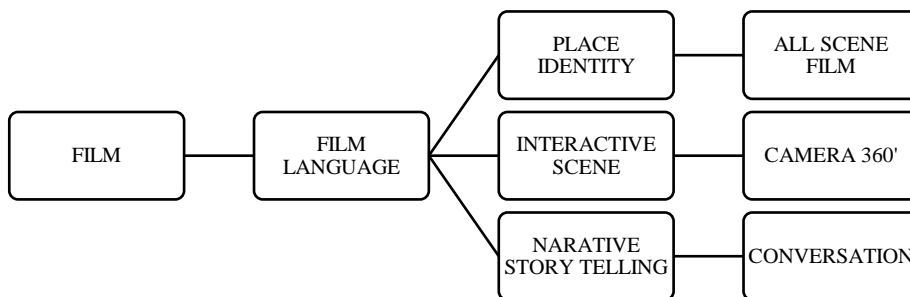 FILM
FILM
LANGUAGE
PLACE
IDENTITY
ALL SCENE
FILM
INTERACTIVE
SCENE
CAMERA 360'
NARATIVE
STORY TELLING
CONVERSATION